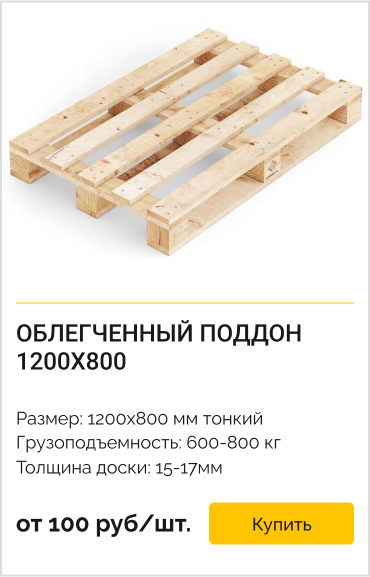 ОБЛЕГЧЕННЫЙ ПОДДОН
1200Х800
Размер: 1200х800 мм тонкий
Грузоподъемность: 600-800 кг
Толщина доски: 15-17мм
от 100 руб/шт.
Купить